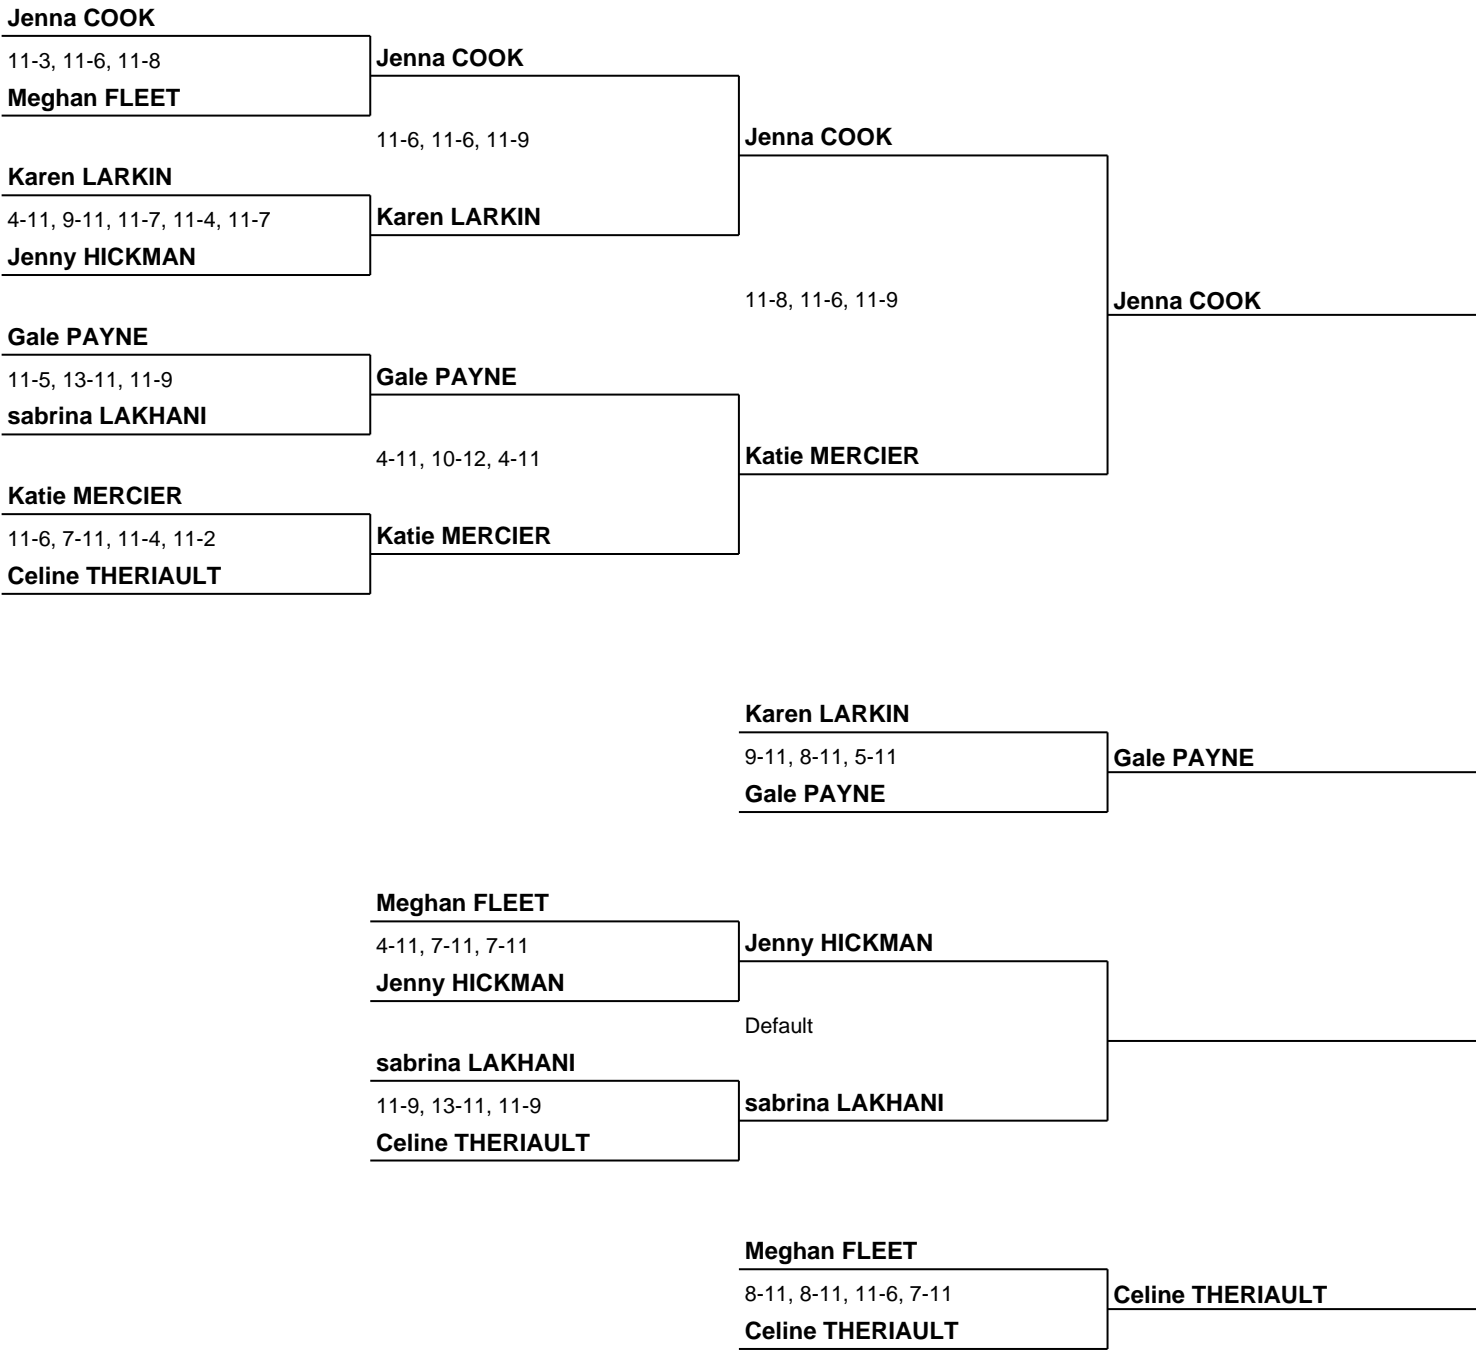 Jenna COOK
11-3, 11-6, 11-8
Jenna COOK
Meghan FLEET
11-6, 11-6, 11-9
Jenna COOK
Karen LARKIN
4-11, 9-11, 11-7, 11-4, 11-7
Karen LARKIN
Jenny HICKMAN
11-8, 11-6, 11-9
Jenna COOK
Gale PAYNE
11-5, 13-11, 11-9
Gale PAYNE
sabrina LAKHANI
4-11, 10-12, 4-11
Katie MERCIER
Katie MERCIER
11-6, 7-11, 11-4, 11-2
Katie MERCIER
Celine THERIAULT
Karen LARKIN
9-11, 8-11, 5-11
Gale PAYNE
Gale PAYNE
Meghan FLEET
4-11, 7-11, 7-11
Jenny HICKMAN
Jenny HICKMAN
Default
sabrina LAKHANI
11-9, 13-11, 11-9
sabrina LAKHANI
Celine THERIAULT
Meghan FLEET
8-11, 8-11, 11-6, 7-11
Celine THERIAULT
Celine THERIAULT